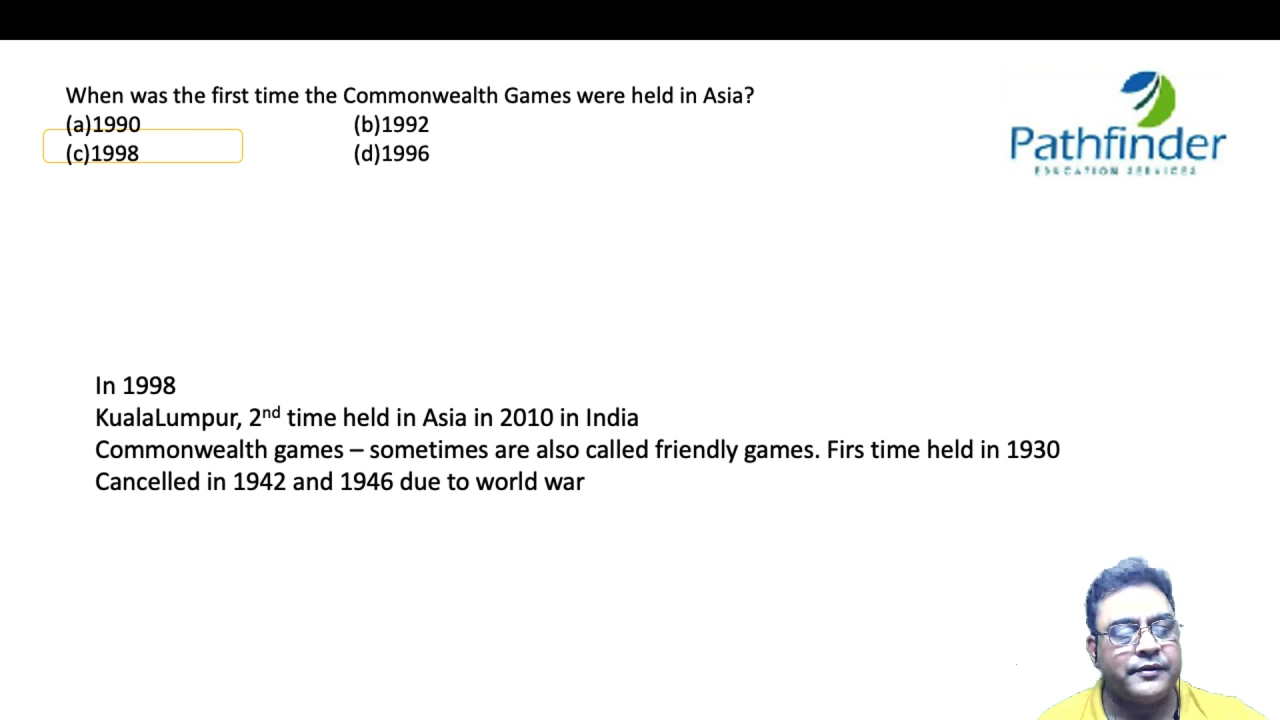 When was the first time the Commonwealth Games were held in Asia?
(a)1990 (b)1992
(c)1998 (d)1996
Pathfinder
EDUCATION SERVICES
In 1998
KualaLumpur, 2nd time held in Asia in 2010 in India
Commonwealth games – sometimes are also called friendly games. Firs time held in 1930
Cancelled in 1942 and 1946 due to world war